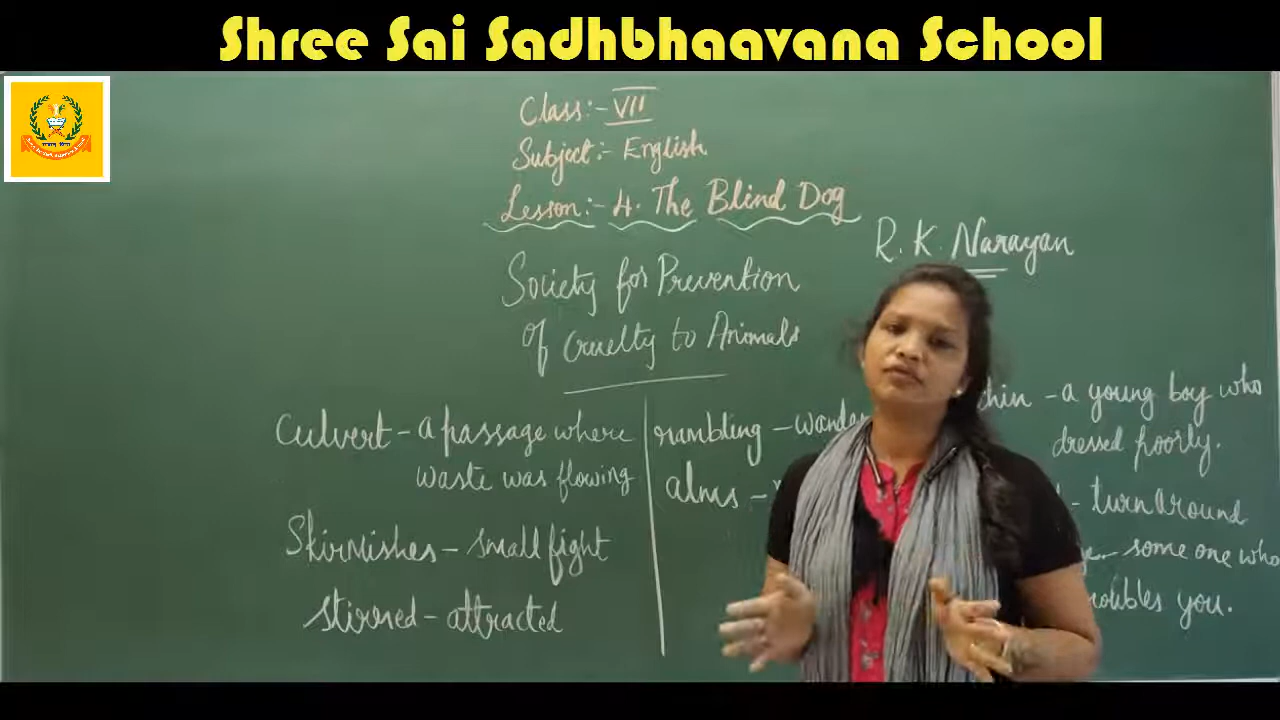 Shree Sai Sadhbhaavana School
Class:- VII
Subject:- English
Lesson:- 4. The Blind Dog
R. K. Narayan
Society for Prevention
of Cruelty to Animals
Culvert - a passage where
waste was flowing
Skirmishes - small fight
stirred - attracted
rambling - wander
alms -
chin - a young boy who
dressed poorly.
- turn around
- some one who
troubles you.